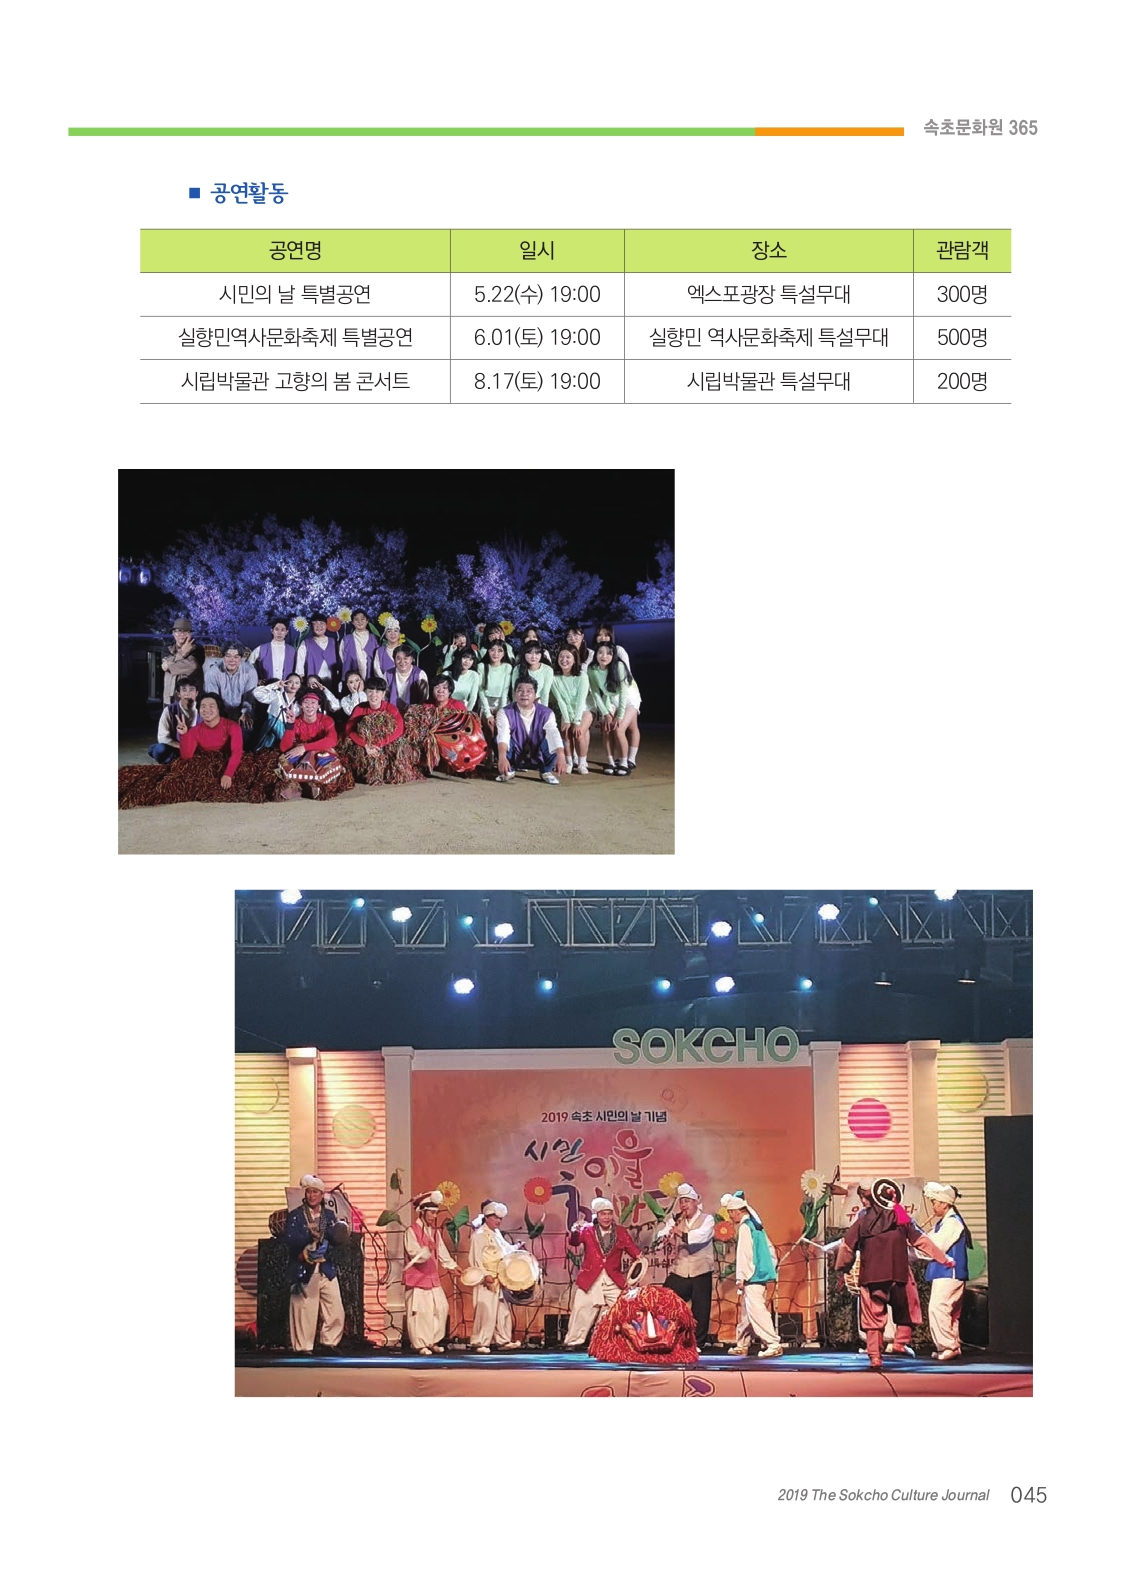 속초문화원 365
■ 공연활동
공연명 일시 장소 관람객
시민의 날 특별공연 5.22(수) 19:00 엑스포광장 특설무대 300명
실향민역사문화축제 특별공연 6.01(토) 19:00 실향민 역사문화축제 특설무대 500명
시립박물관 고향의 봄 콘서트 8.17(토) 19:00 시립박물관 특설무대 200명
SOKCHO
2019 속초 시민의 날 기념
시민
이울
2019 The Sokcho Culture Journal 045